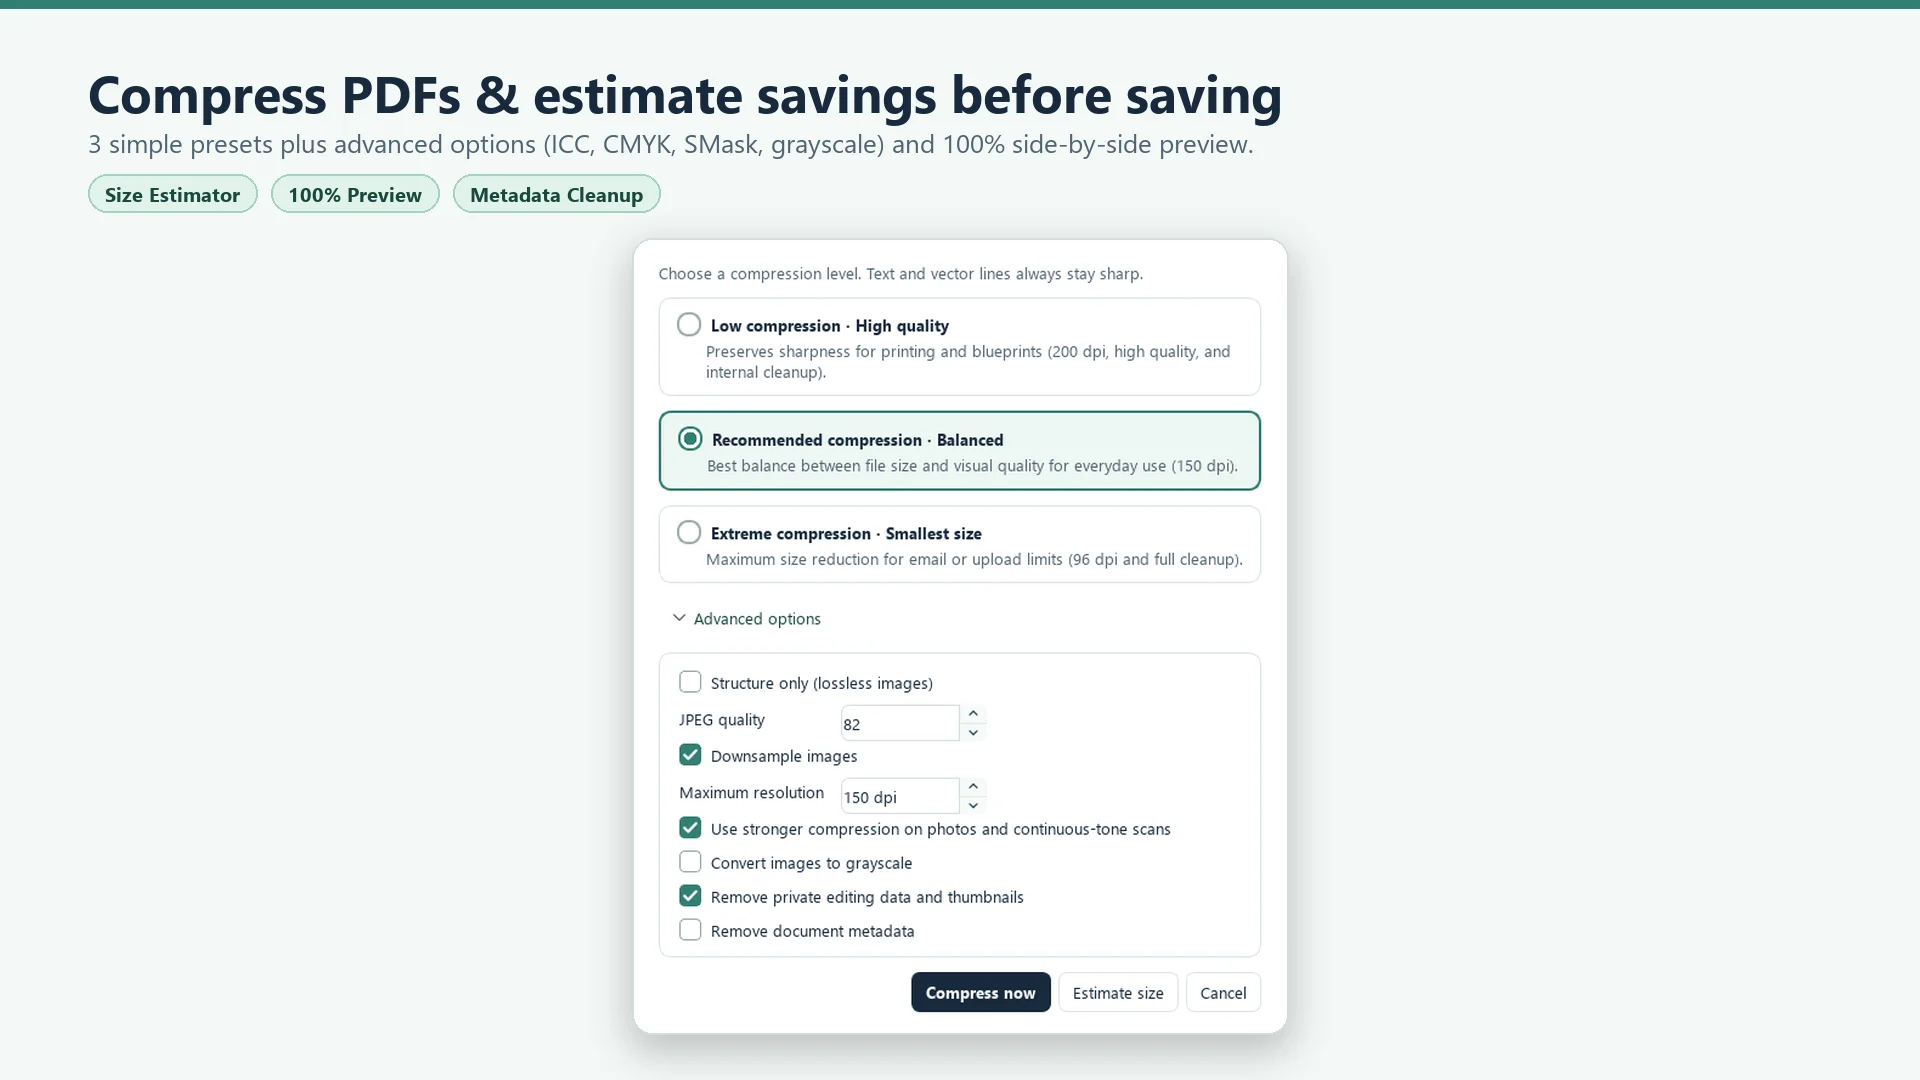 Compress PDFs & estimate savings before saving
3 simple presets plus advanced options (ICC, CMYK, SMask, grayscale) and 100% side-by-side preview.
Size Estimator
100% Preview
Metadata Cleanup
Choose a compression level. Text and vector lines always stay sharp.
Low compression · High quality
Preserves sharpness for printing and blueprints (200 dpi, high quality, and
internal cleanup).
Recommended compression · Balanced
Best balance between file size and visual quality for everyday use (150 dpi).
Extreme compression · Smallest size
Maximum size reduction for email or upload limits (96 dpi and full cleanup).
Advanced options
Structure only (lossless images)
JPEG quality 82
Downsample images
Maximum resolution 150 dpi
Use stronger compression on photos and continuous-tone scans
Convert images to grayscale
Remove private editing data and thumbnails
Remove document metadata
Compress now
Estimate size
Cancel